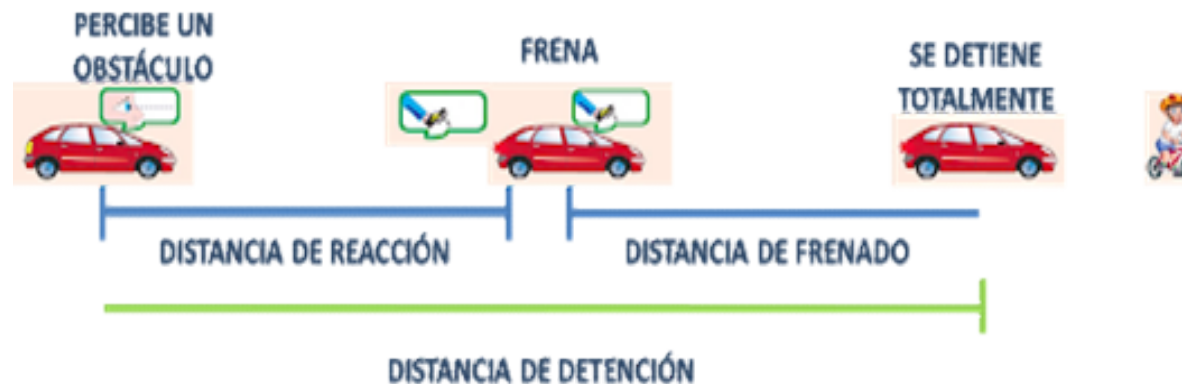 PERCIBE UN
OBSTÁCULO
FRENA
SE DETIENE
TOTALMENTE
DISTANCIA DE REACCIÓN
DISTANCIA DE FRENADO
DISTANCIA DE DETENCIÓN